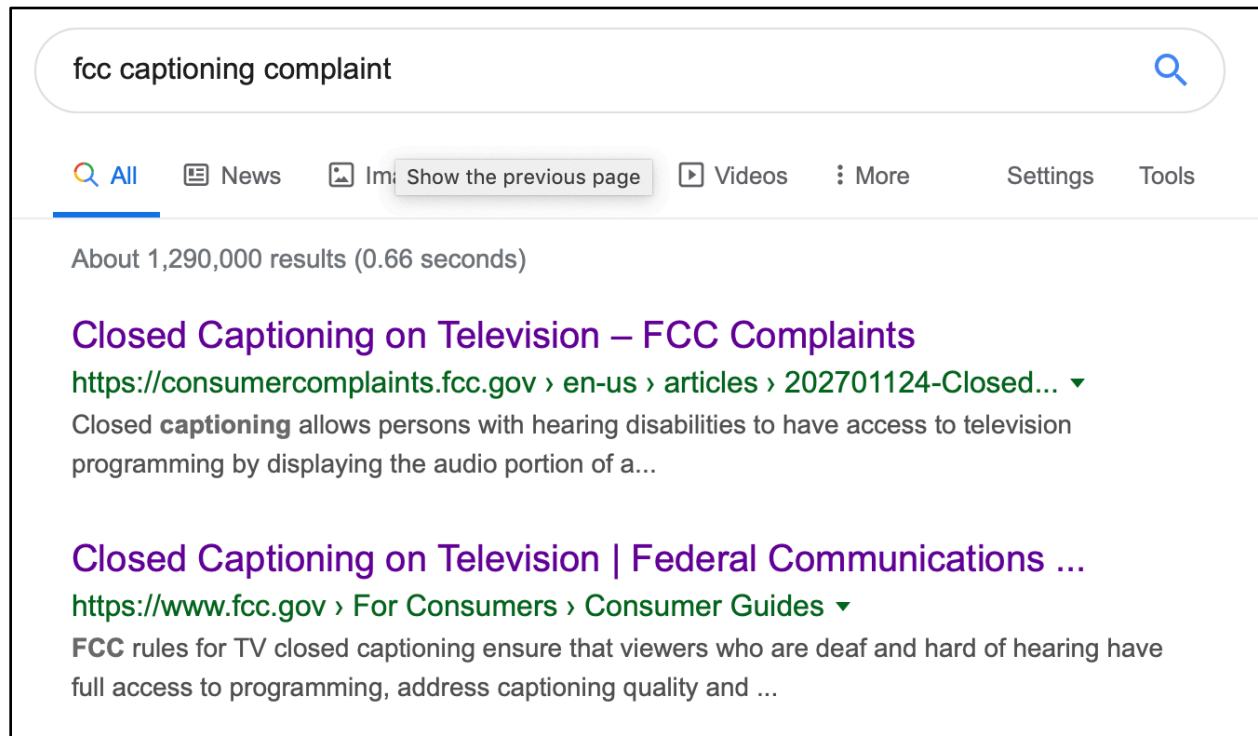 fcc captioning complaint
All News Show the previous page Videos More Settings Tools
About 1,290,000 results (0.66 seconds)
Closed Captioning on Television – FCC Complaints
https://consumercomplaints.fcc.gov › en-us › articles › 202701124-Closed...
Closed captioning allows persons with hearing disabilities to have access to television
programming by displaying the audio portion of a...
Closed Captioning on Television | Federal Communications ...
https://www.fcc.gov › For Consumers › Consumer Guides
FCC rules for TV closed captioning ensure that viewers who are deaf and hard of hearing have
full access to programming, address captioning quality and ...